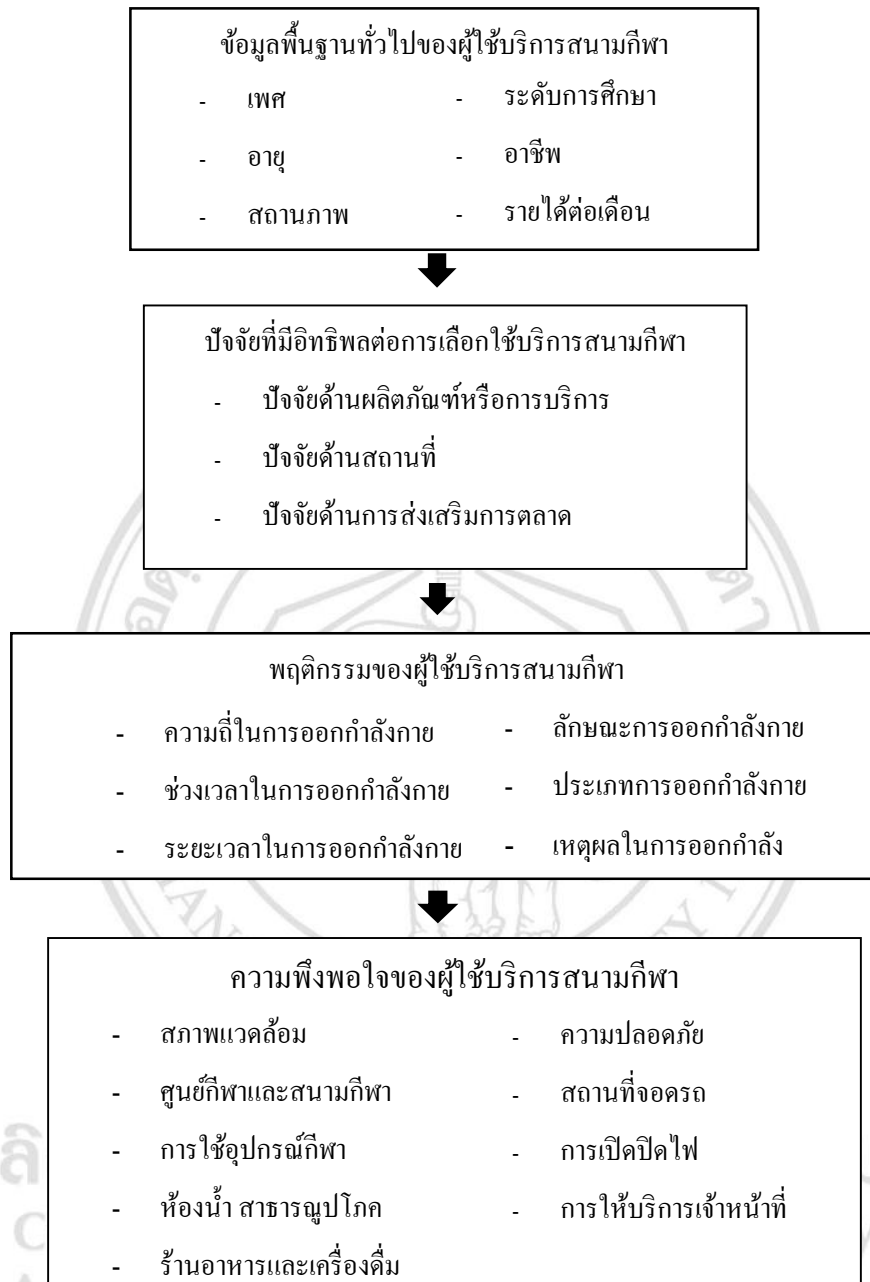 ข้อมูลพื้นฐานทั่วไปของผู้ใช้บริการสนามกีฬา
- เพศ - ระดับการศึกษา
- อายุ - อาชีพ
- สถานภาพ - รายได้ต่อเดือน
ปัจจัยที่มีอิทธิพลต่อการเลือกใช้บริการสนามกีฬา
- ปัจจัยด้านผลิตภัณฑ์หรือการบริการ
- ปัจจัยด้านสถานที่
- ปัจจัยด้านการส่งเสริมการตลาด
พฤติกรรมของผู้ใช้บริการสนามกีฬา
- ความถี่ในการออกกำลังกาย - ลักษณะการออกกำลังกาย
- ช่วงเวลาในการออกกำลังกาย - ประเภทการออกกำลังกาย
- ระยะเวลาในการออกกำลังกาย - เหตุผลในการออกกำลัง
ความพึงพอใจของผู้ใช้บริการสนามกีฬา
- สภาพแวดล้อม - ความปลอดภัย
- ศูนย์กีฬาและสนามกีฬา - สถานที่จอดรถ
- การใช้อุปกรณ์กีฬา - การเปิดปิดไฟ
- ห้องน้ำ สาธารณูปโภค - การให้บริการเจ้าหน้าที่
- ร้านอาหารและเครื่องดื่ม